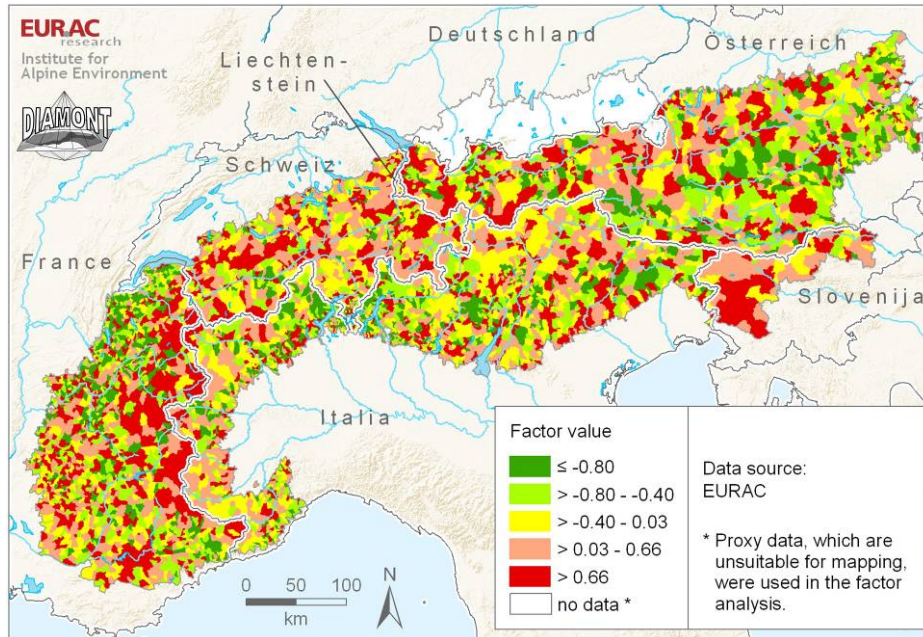 EURAC
research
Institute for
Alpine Environment
DIAMONT
Deutschland
Österreich
Liechten-
stein
Schweiz
France
Slovenija
Italia
Factor value
≤ -0.80
> -0.80 - -0.40
> -0.40 - 0.03
> 0.03 - 0.66
> 0.66
no data *
Data source:
EURAC
* Proxy data, which are
unsuitable for mapping,
were used in the factor
analysis.
0 50 100
km
N